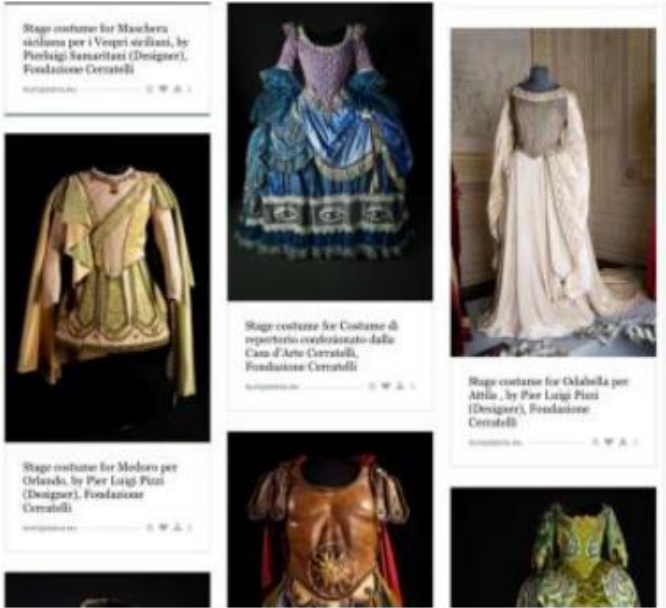 Stage costume for Maschera
siciliana per i Vespri siciliani, by
Pierluigi Samaritani (Designer),
Fondazione Cerratelli
Stage costume for Medoro per
Orlando, by Pier Luigi Pizzi
(Designer), Fondazione
Cerratelli
Stage costume for Costume di
repertorio confezionato dalla
Casa d'Arte Cerratelli,
Fondazione Cerratelli
Stage costume for Odabella per
Attila , by Pier Luigi Pizzi
(Designer), Fondazione
Cerratelli